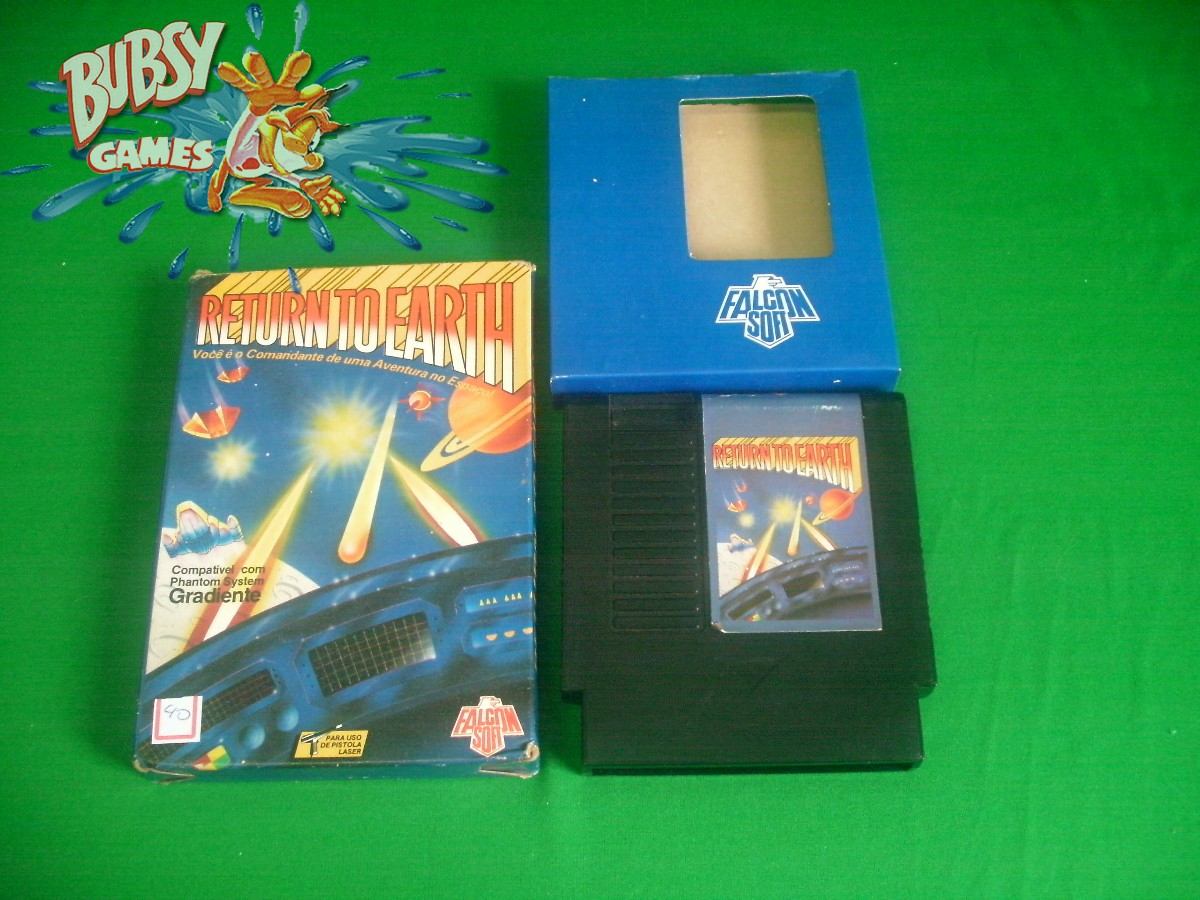 BUBSY
GAMES
RETURN TO EARTH
Você é o Comandante de uma Aventura no Espaço!
Compatível com
Phantom System
Gradiente
40
PARA USO
DE PISTOLA
LASER
FALCON
SOFT
FALCON
SOFT
RETURN TO EARTH